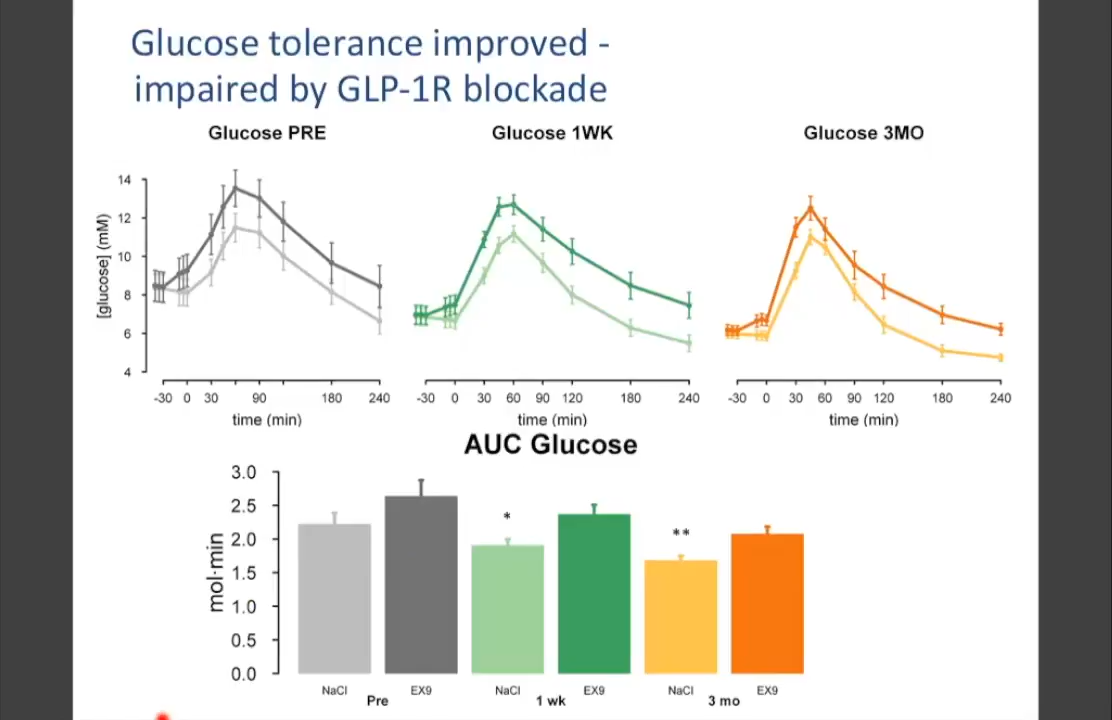 Glucose tolerance improved -
impaired by GLP-1R blockade
Glucose PRE
Glucose 1WK
Glucose 3MO
[glucose] (mM)
14
12
10
8
6
4
-30 0 30 90 180 240
time (min)
-30 0 30 60 90 120 180 240
time (min)
-30 0 30 60 90 120 180 240
time (min)
AUC Glucose
mol·min
3.0
2.5
2.0
1.5
1.0
0.5
0.0
*
**
NaCl EX9 NaCl EX9 NaCl EX9
Pre 1 wk 3 mo